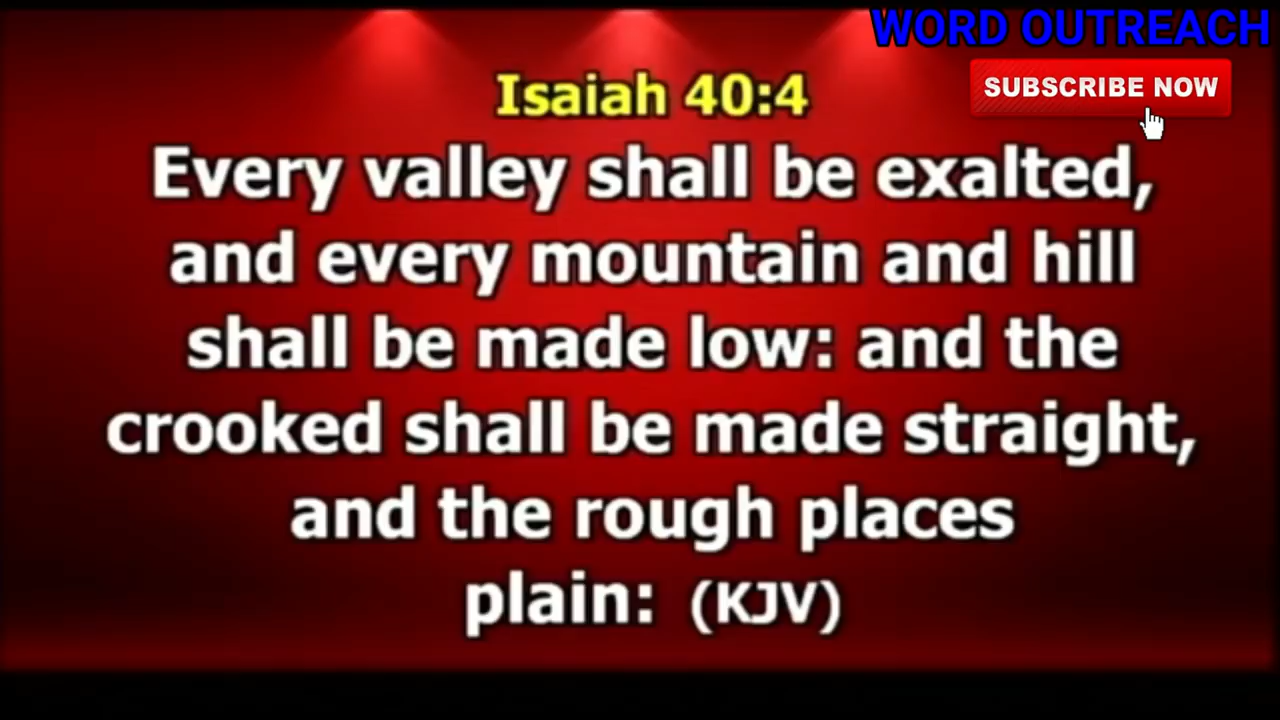 WORD OUTREACH
SUBSCRIBE NOW
Isaiah 40:4
Every valley shall be exalted,
and every mountain and hill
shall be made low: and the
crooked shall be made straight,
and the rough places
plain: (KJV)